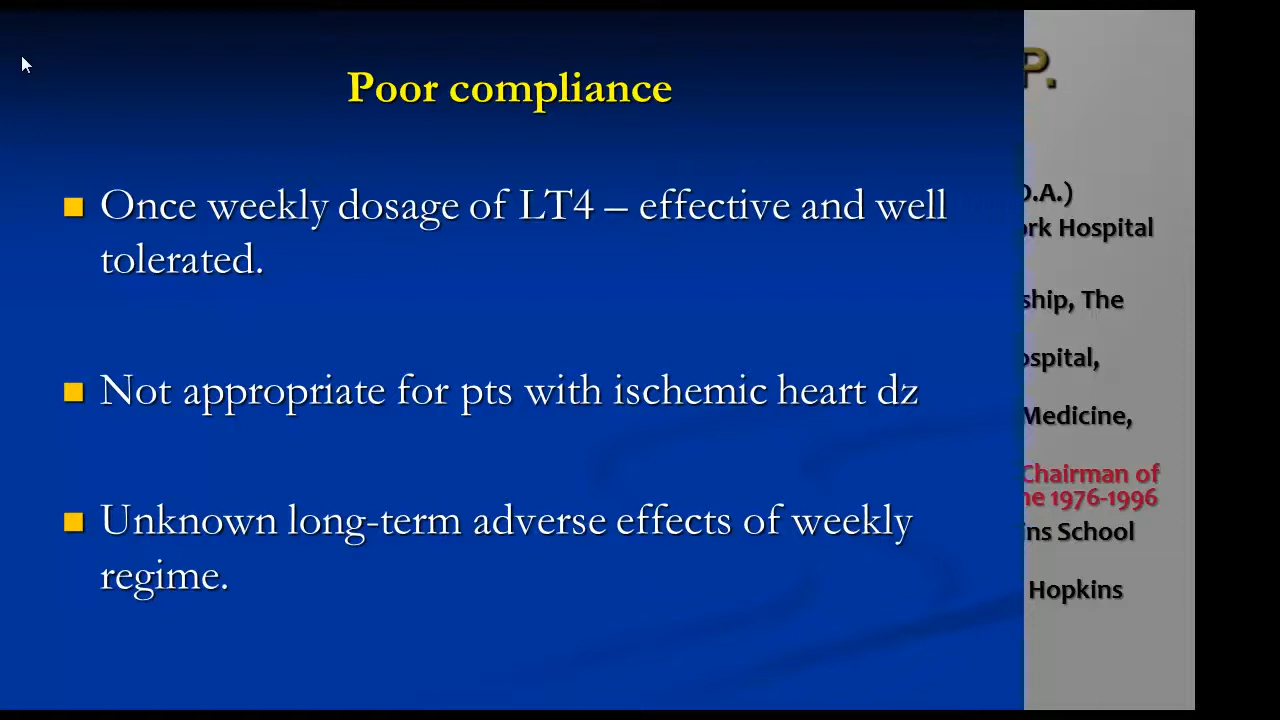 Poor compliance
Once weekly dosage of LT4 – effective and well
tolerated.
Not appropriate for pts with ischemic heart dz
Unknown long-term adverse effects of weekly
regime.
P.
O.A.)
ork Hospital
ship, The
ospital,
Medicine,
Chairman of
ne 1976-1996
ins School
Hopkins